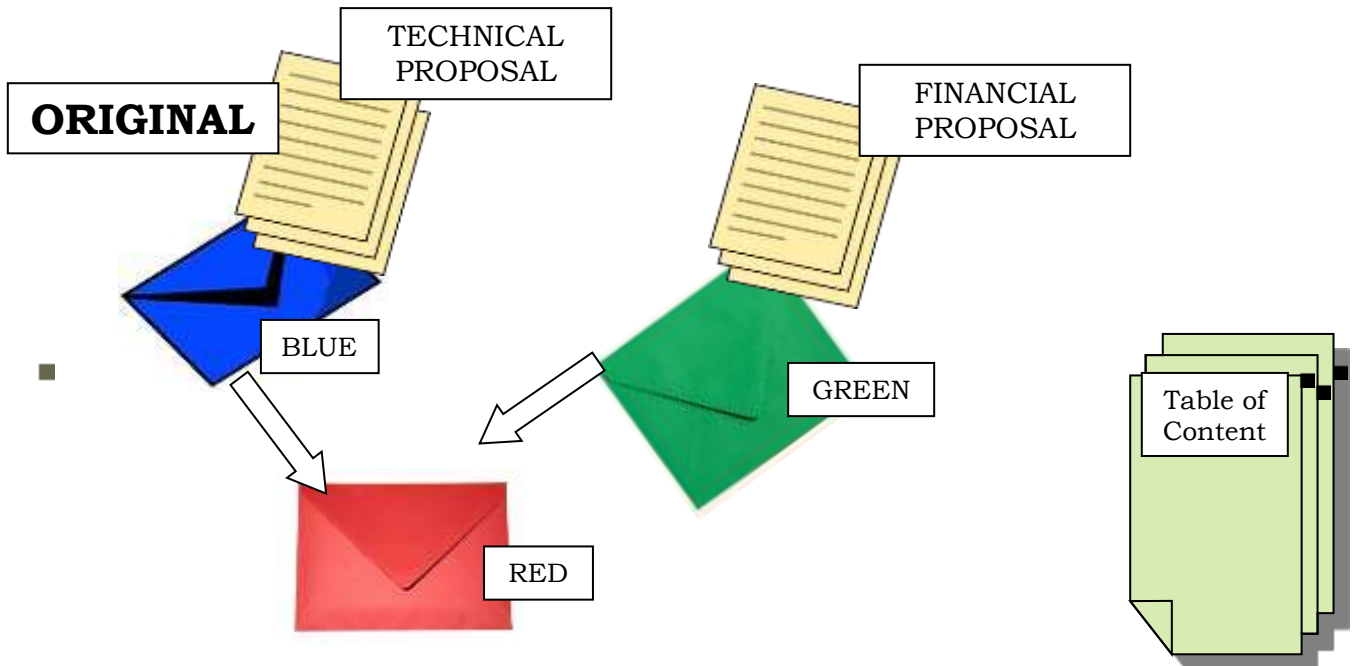 TECHNICAL
PROPOSAL
ORIGINAL
FINANCIAL
PROPOSAL
BLUE
GREEN
Table of
Content
RED